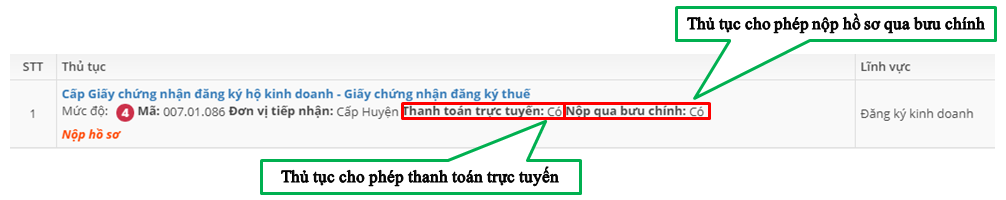 Thủ tục cho phép nộp hồ sơ qua bưu chính
STT Thủ tục Lĩnh vực
Cấp Giấy chứng nhận đăng ký hộ kinh doanh - Giấy chứng nhận đăng ký thuế
1 Mức độ: 4 Mã: 007.01.086 Đơn vị tiếp nhận: Cấp Huyện Thanh toán trực tuyến: Có Nộp qua bưu chính: Có Đăng ký kinh doanh
Nộp hồ sơ
Thủ tục cho phép thanh toán trực tuyến